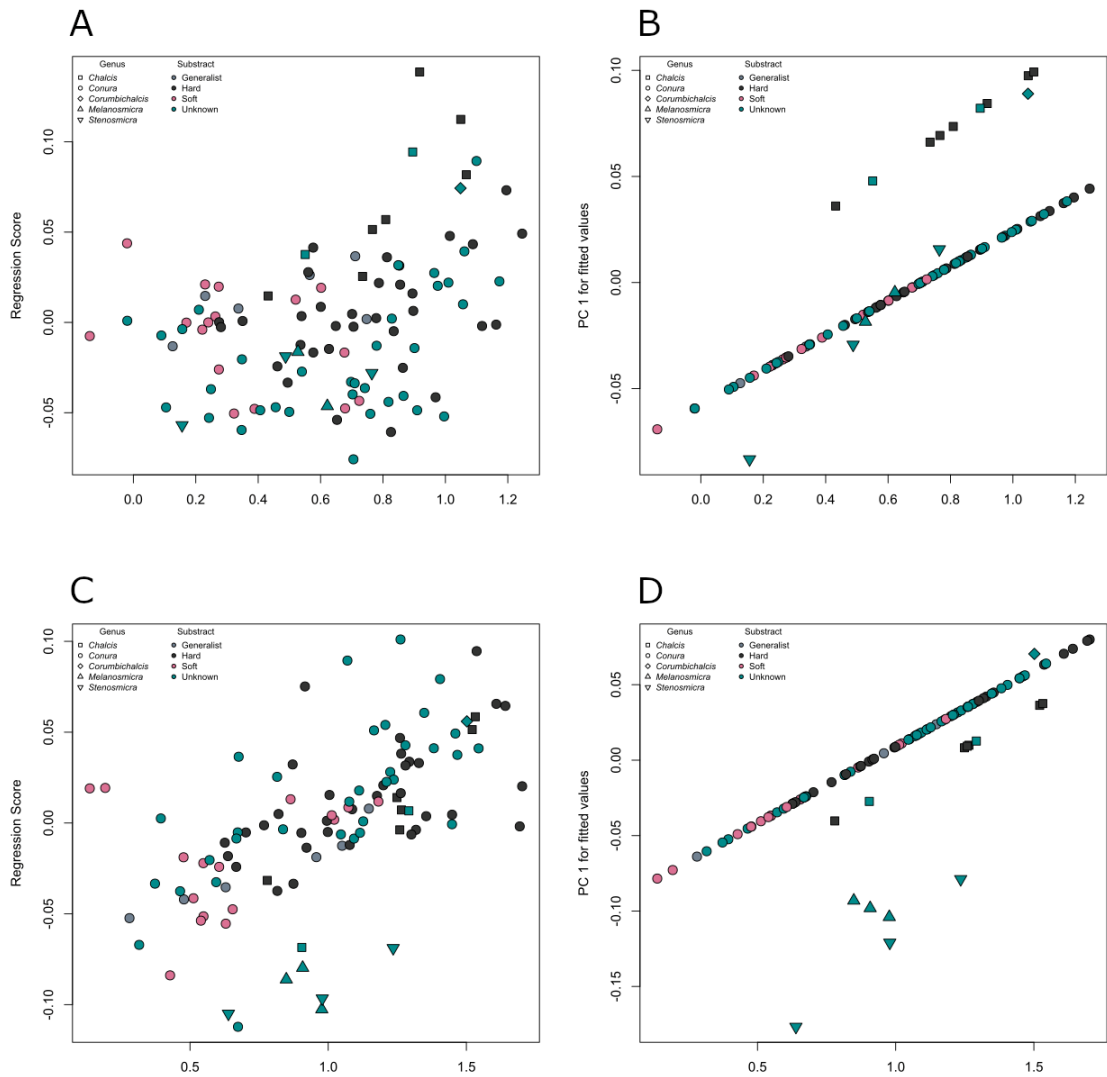 A
Genus Substract
Chalcis Generalist
Conura Hard
Corumbichalcis Soft
Melanosmicra Unknown
Stenosmicra
Regression Score
0.10
0.05
0.00
-0.05
0.0 0.2 0.4 0.6 0.8 1.0 1.2
B
Genus Substract
Chalcis Generalist
Conura Hard
Corumbichalcis Soft
Melanosmicra Unknown
Stenosmicra
PC 1 for fitted values
0.10
0.05
0.00
-0.05
0.0 0.2 0.4 0.6 0.8 1.0 1.2
C
Genus Substract
Chalcis Generalist
Conura Hard
Corumbichalcis Soft
Melanosmicra Unknown
Stenosmicra
Regression Score
0.10
0.05
0.00
-0.05
-0.10
0.5 1.0 1.5
D
Genus Substract
Chalcis Generalist
Conura Hard
Corumbichalcis Soft
Melanosmicra Unknown
Stenosmicra
PC 1 for fitted values
0.05
0.00
-0.05
-0.10
-0.15
0.5 1.0 1.5